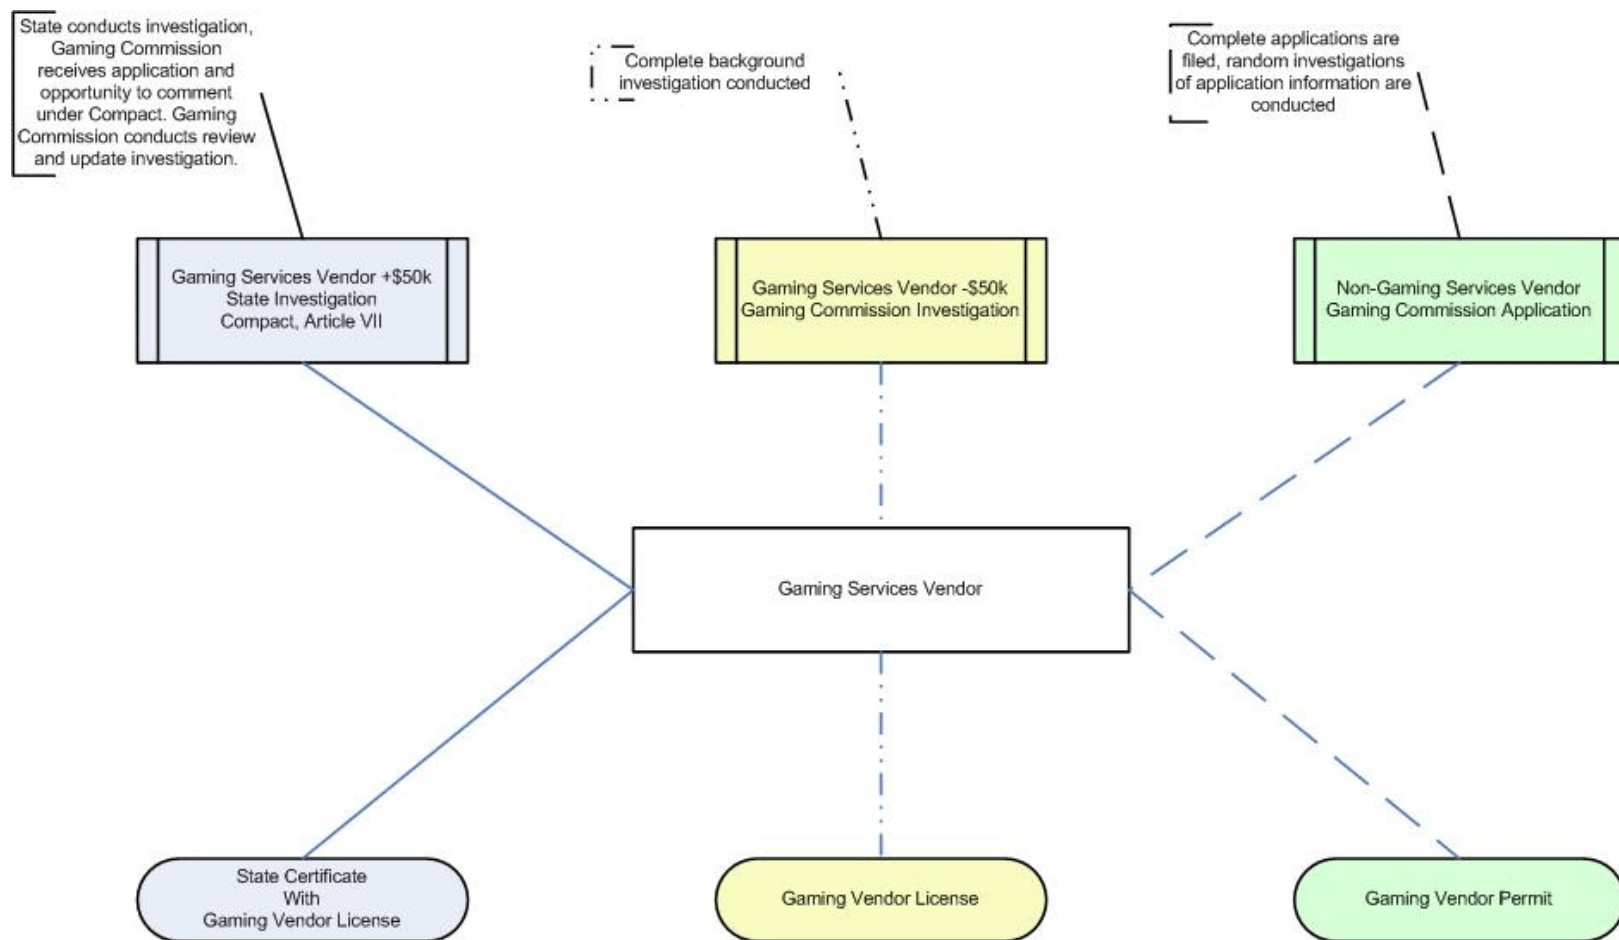 State conducts investigation,
Gaming Commission
receives application and
opportunity to comment
under Compact. Gaming
Commission conducts review
and update investigation.
Complete background
investigation conducted
Complete applications are
filed, random investigations
of application information are
conducted
Gaming Services Vendor +$50k
State Investigation
Compact, Article VII
Gaming Services Vendor -$50k
Gaming Commission Investigation
Non-Gaming Services Vendor
Gaming Commission Application
Gaming Services Vendor
State Certificate
With
Gaming Vendor License
Gaming Vendor License
Gaming Vendor Permit